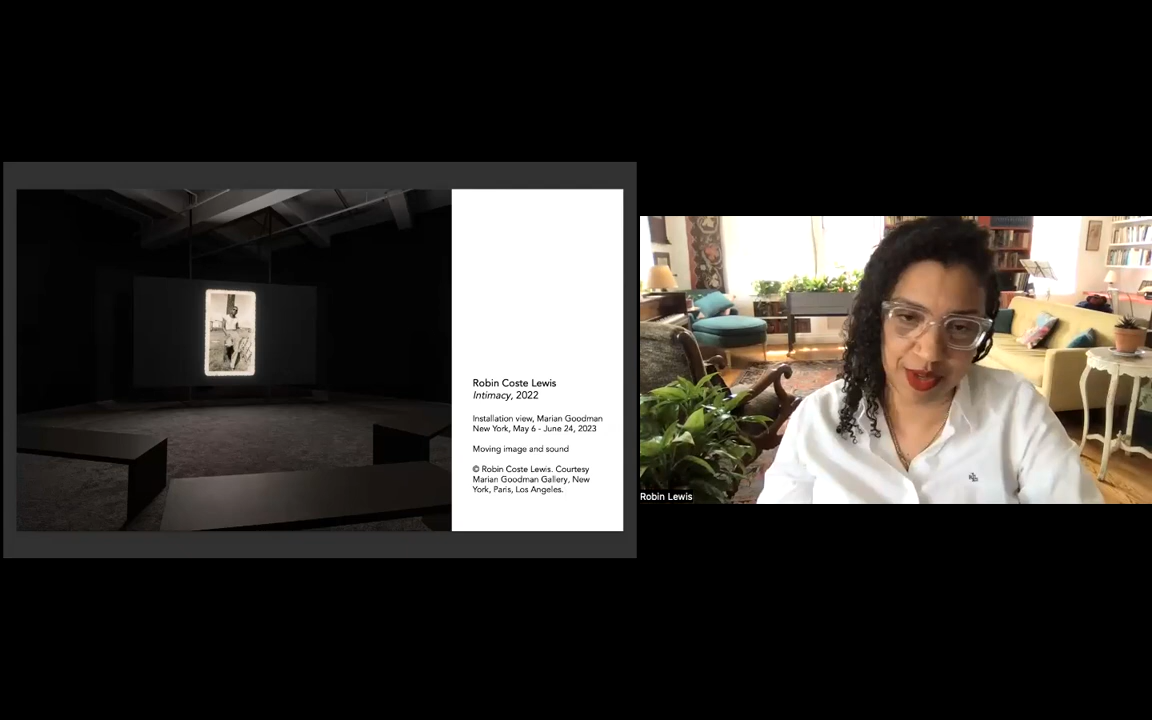 Robin Coste Lewis
Intimacy, 2022
Installation view, Marian Goodman
New York, May 6 - June 24, 2023
Moving image and sound
© Robin Coste Lewis. Courtesy
Marian Goodman Gallery, New
York, Paris, Los Angeles.
Robin Lewis